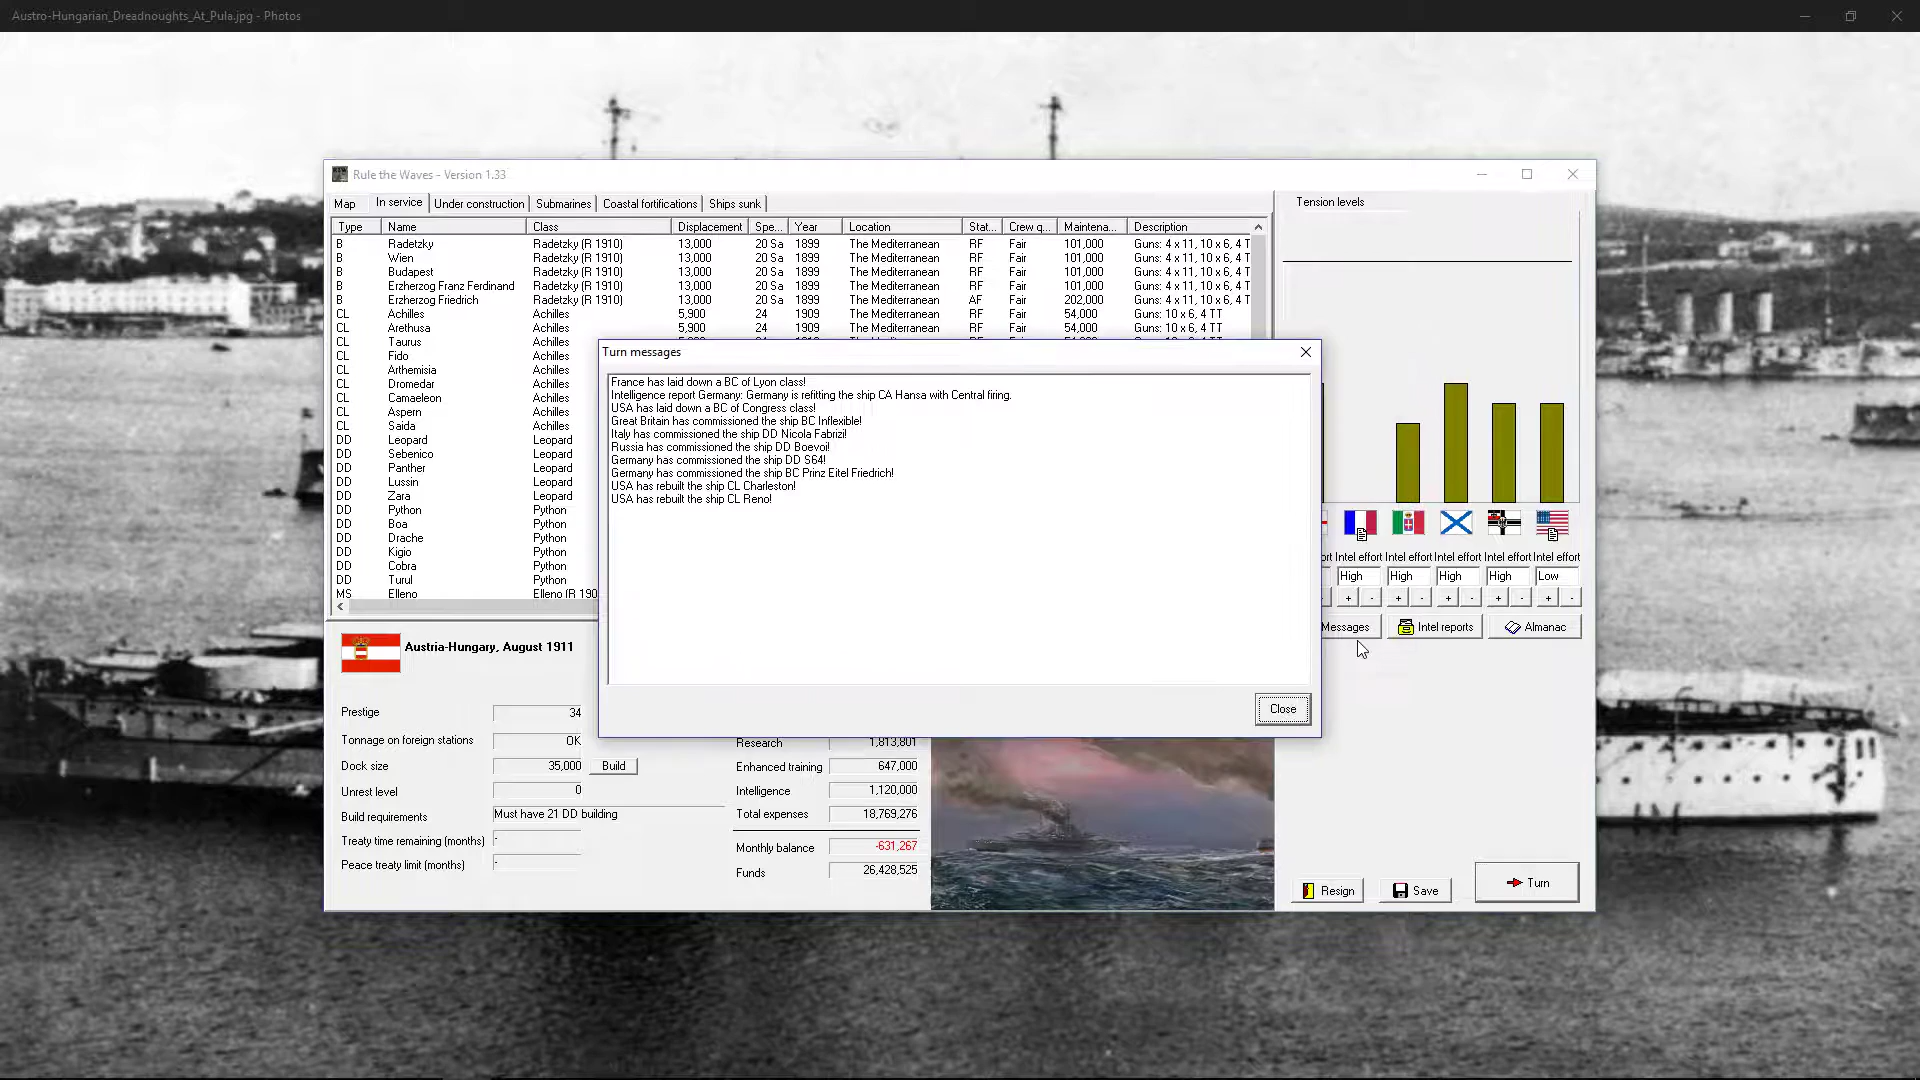 Austro-Hungarian_Dreadnoughts_At_Pula.jpg - Photos
Rule the Waves - Version 1.33
Map In service Under construction Submarines Coastal fortifications Ships sunk
Tension levels
Type Name Class Displacement Spe... Year Location Stat... Crew q... Maintena... Description
B Radetzky Radetzky (R 1910) 13,000 20 Sa 1899 The Mediterranean RF Fair 101,000 Guns: 4 x 11, 10 x 6, 4 T
B Wien Radetzky (R 1910) 13,000 20 Sa 1899 The Mediterranean RF Fair 101,000 Guns: 4 x 11, 10 x 6, 4 T
B Budapest Radetzky (R 1910) 13,000 20 Sa 1899 The Mediterranean RF Fair 101,000 Guns: 4 x 11, 10 x 6, 4 T
B Erzherzog Franz Ferdinand Radetzky (R 1910) 13,000 20 Sa 1899 The Mediterranean RF Fair 101,000 Guns: 4 x 11, 10 x 6, 4 T
B Erzherzog Friedrich Radetzky (R 1910) 13,000 20 Sa 1899 The Mediterranean AF Fair 202,000 Guns: 4 x 11, 10 x 6, 4 T
CL Achilles Achilles 5,900 24 1909 The Mediterranean RF Fair 54,000 Guns: 10 x 6, 4 TT
CL Arethusa Achilles 5,900 24 1909 The Mediterranean RF Fair 54,000 Guns: 10 x 6, 4 TT
CL Taurus Achilles
CL Fido Achilles
CL Arthemisia Achilles
CL Dromedar Achilles
CL Camaeleon Achilles
CL Aspern Achilles
CL Saida Achilles
DD Leopard Leopard
DD Sebenico Leopard
DD Panther Leopard
DD Lussin Leopard
DD Zara Leopard
DD Python Python
DD Boa Python
DD Drache Python
DD Kigio Python
DD Cobra Python
DD Turul Python
MS Elleno Elleno (R 190
Turn messages
France has laid down a BC of Lyon class!
Intelligence report Germany: Germany is refitting the ship CA Hansa with Central firing.
USA has laid down a BC of Congress class!
Great Britain has commissioned the ship BC Inflexible!
Italy has commissioned the ship DD Nicola Fabrizi!
Russia has commissioned the ship DD Boevoi!
Germany has commissioned the ship DD S64!
Germany has commissioned the ship BC Prinz Eitel Friedrich!
USA has rebuilt the ship CL Charleston!
USA has rebuilt the ship CL Reno!
Close
Intel effort Intel effort Intel effort Intel effort Intel effort
High High High High Low
+ - + - + - + - + -
Messages Intel reports Almanac
Austria-Hungary, August 1911
Prestige 34
Tonnage on foreign stations OK
Dock size 35,000 Build
Unrest level 0
Build requirements Must have 21 DD building
Treaty time remaining (months) -
Peace treaty limit (months) -
Research 1,813,801
Enhanced training 647,000
Intelligence 1,120,000
Total expenses 18,769,276
Monthly balance -631,267
Funds 26,428,525
Resign Save Turn